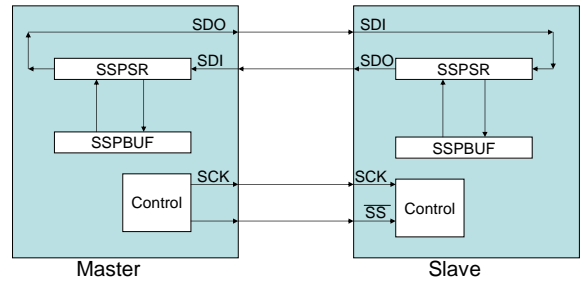 SDO
SDI
SSPSR
SDI
SDO
SSPSR
SSPBUF
SSPBUF
SCK
SCK
Control
Control
SS
Master
Slave